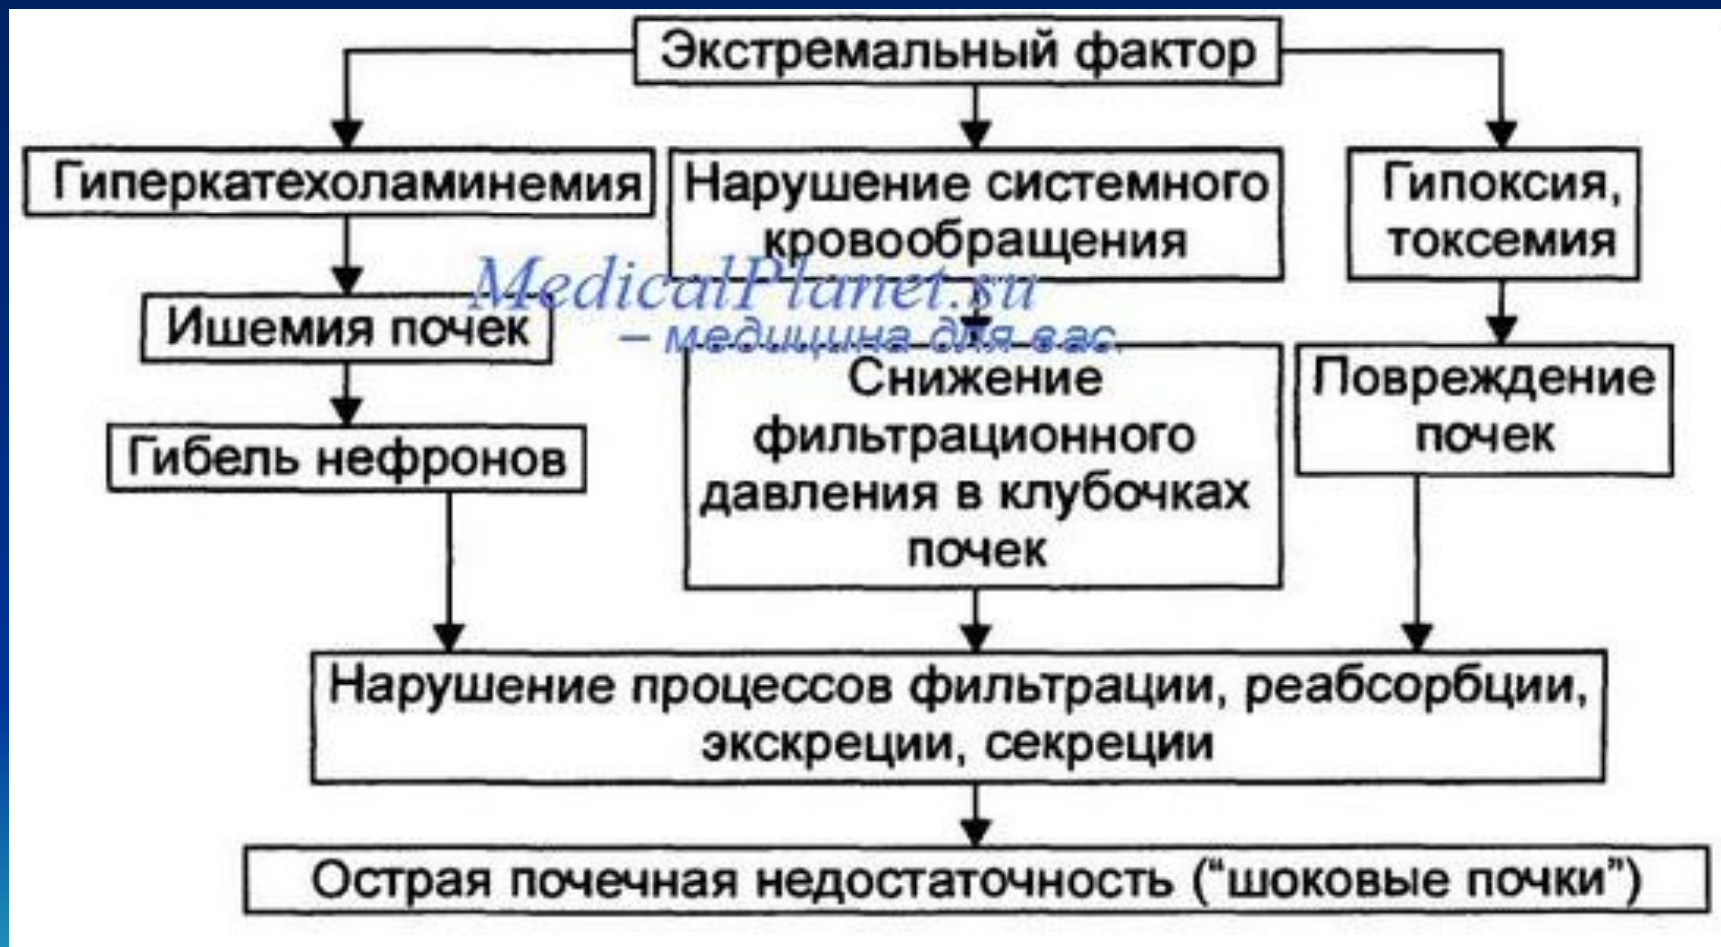 Экстремальный фактор
Гиперкатехоламинемия
Ишемия почек
Гибель нефронов
Нарушение системного
кровообращения
Снижение
фильтрационного
давления в клубочках
почек
Гипоксия,
токсемия
Повреждение
почек
MedicalPlanet.su
– медицина для вас.
Нарушение процессов фильтрации, реабсорбции,
экскреции, секреции
Острая почечная недостаточность (“шоковые почки”)